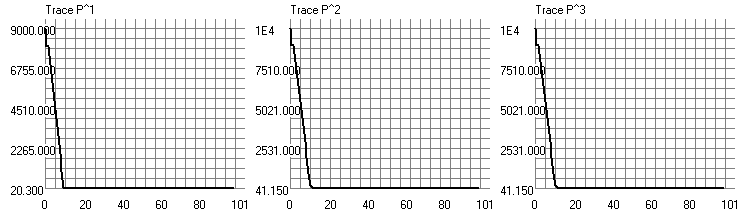 Trace P^1 Trace P^2 Trace P^3
9000.000 1E4 1E4
6755.000 7510.000 7510.000
4510.000 5021.000 5021.000
2265.000 2531.000 2531.000
20.300 41.150 41.150
0 20 40 60 80 101 0 20 40 60 80 101 0 20 40 60 80 101